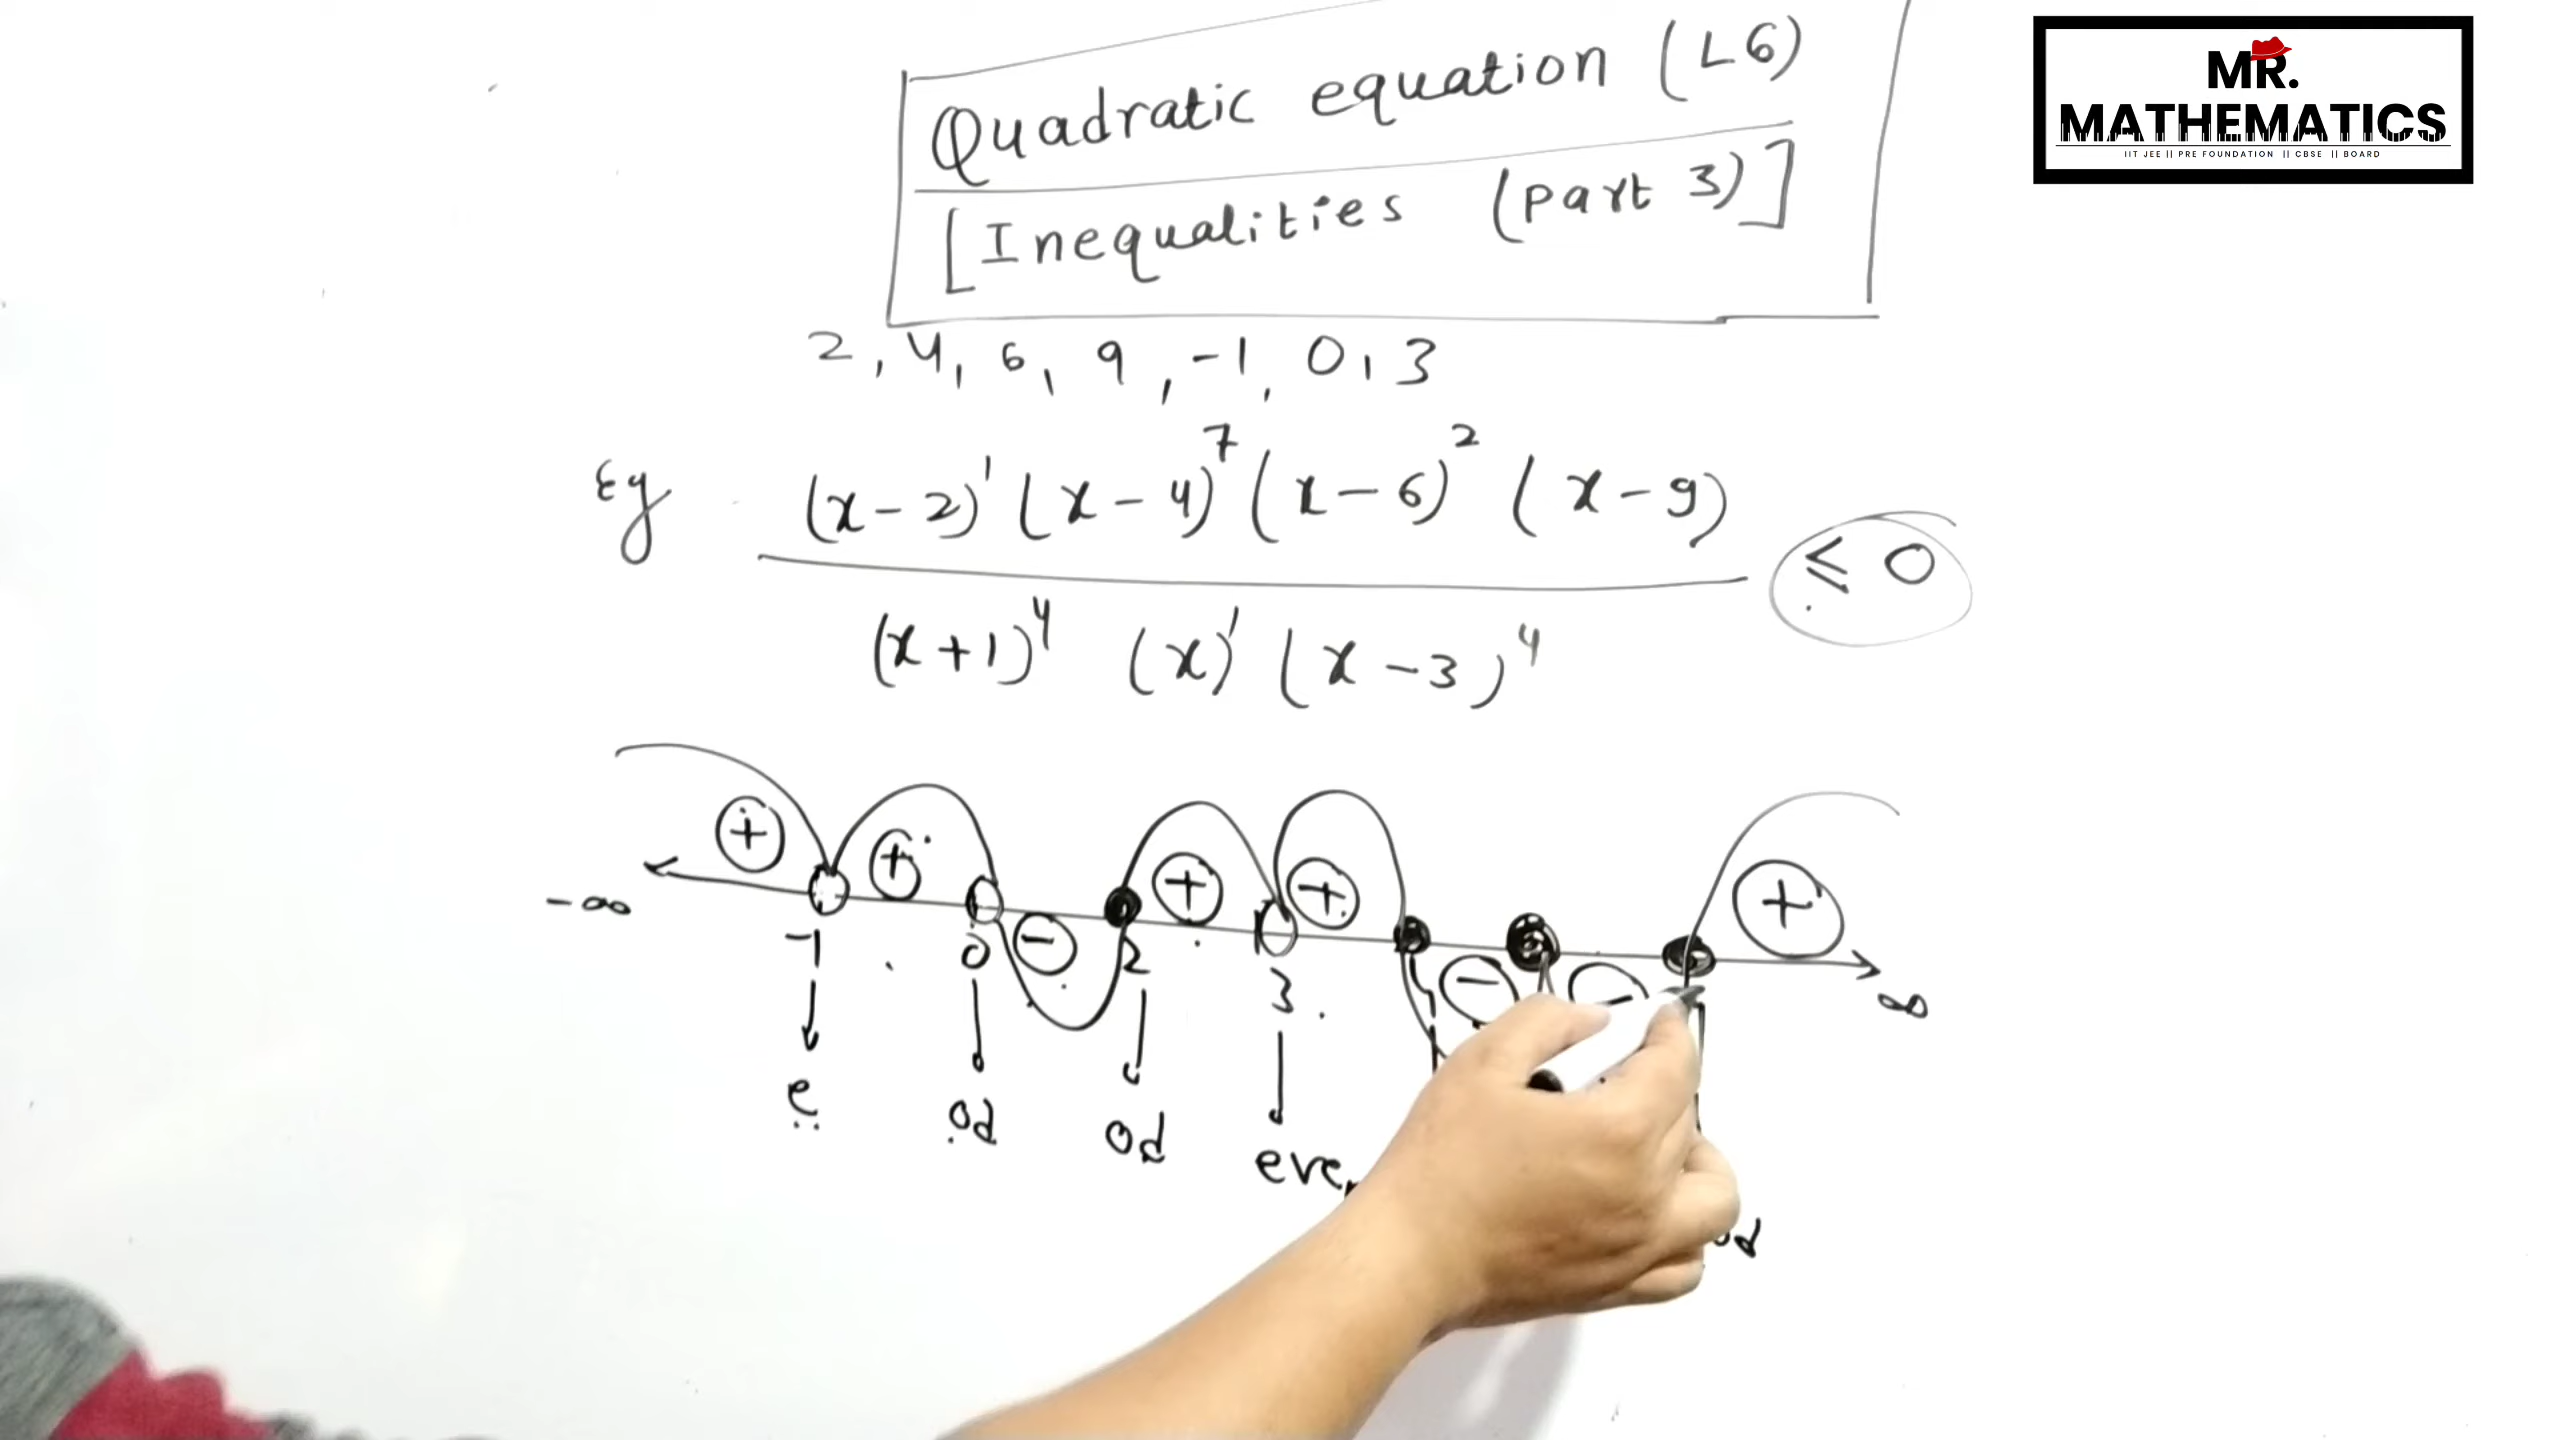 MR.
MATHEMATICS
IIT JEE || PRE FOUNDATION || CBSE || BOARD
Quadratic equation (L6)
[Inequalities (part 3)]
2, 4, 6, 9, -1, 0, 3
Eg (x-2)¹ (x-4)⁷ (x-6)² (x-9)
≤ 0
(x+1)⁴ (x)¹ (x-3)⁴
+ + - + + - - +
-∞ -1 0 2 3 ∞
e od od